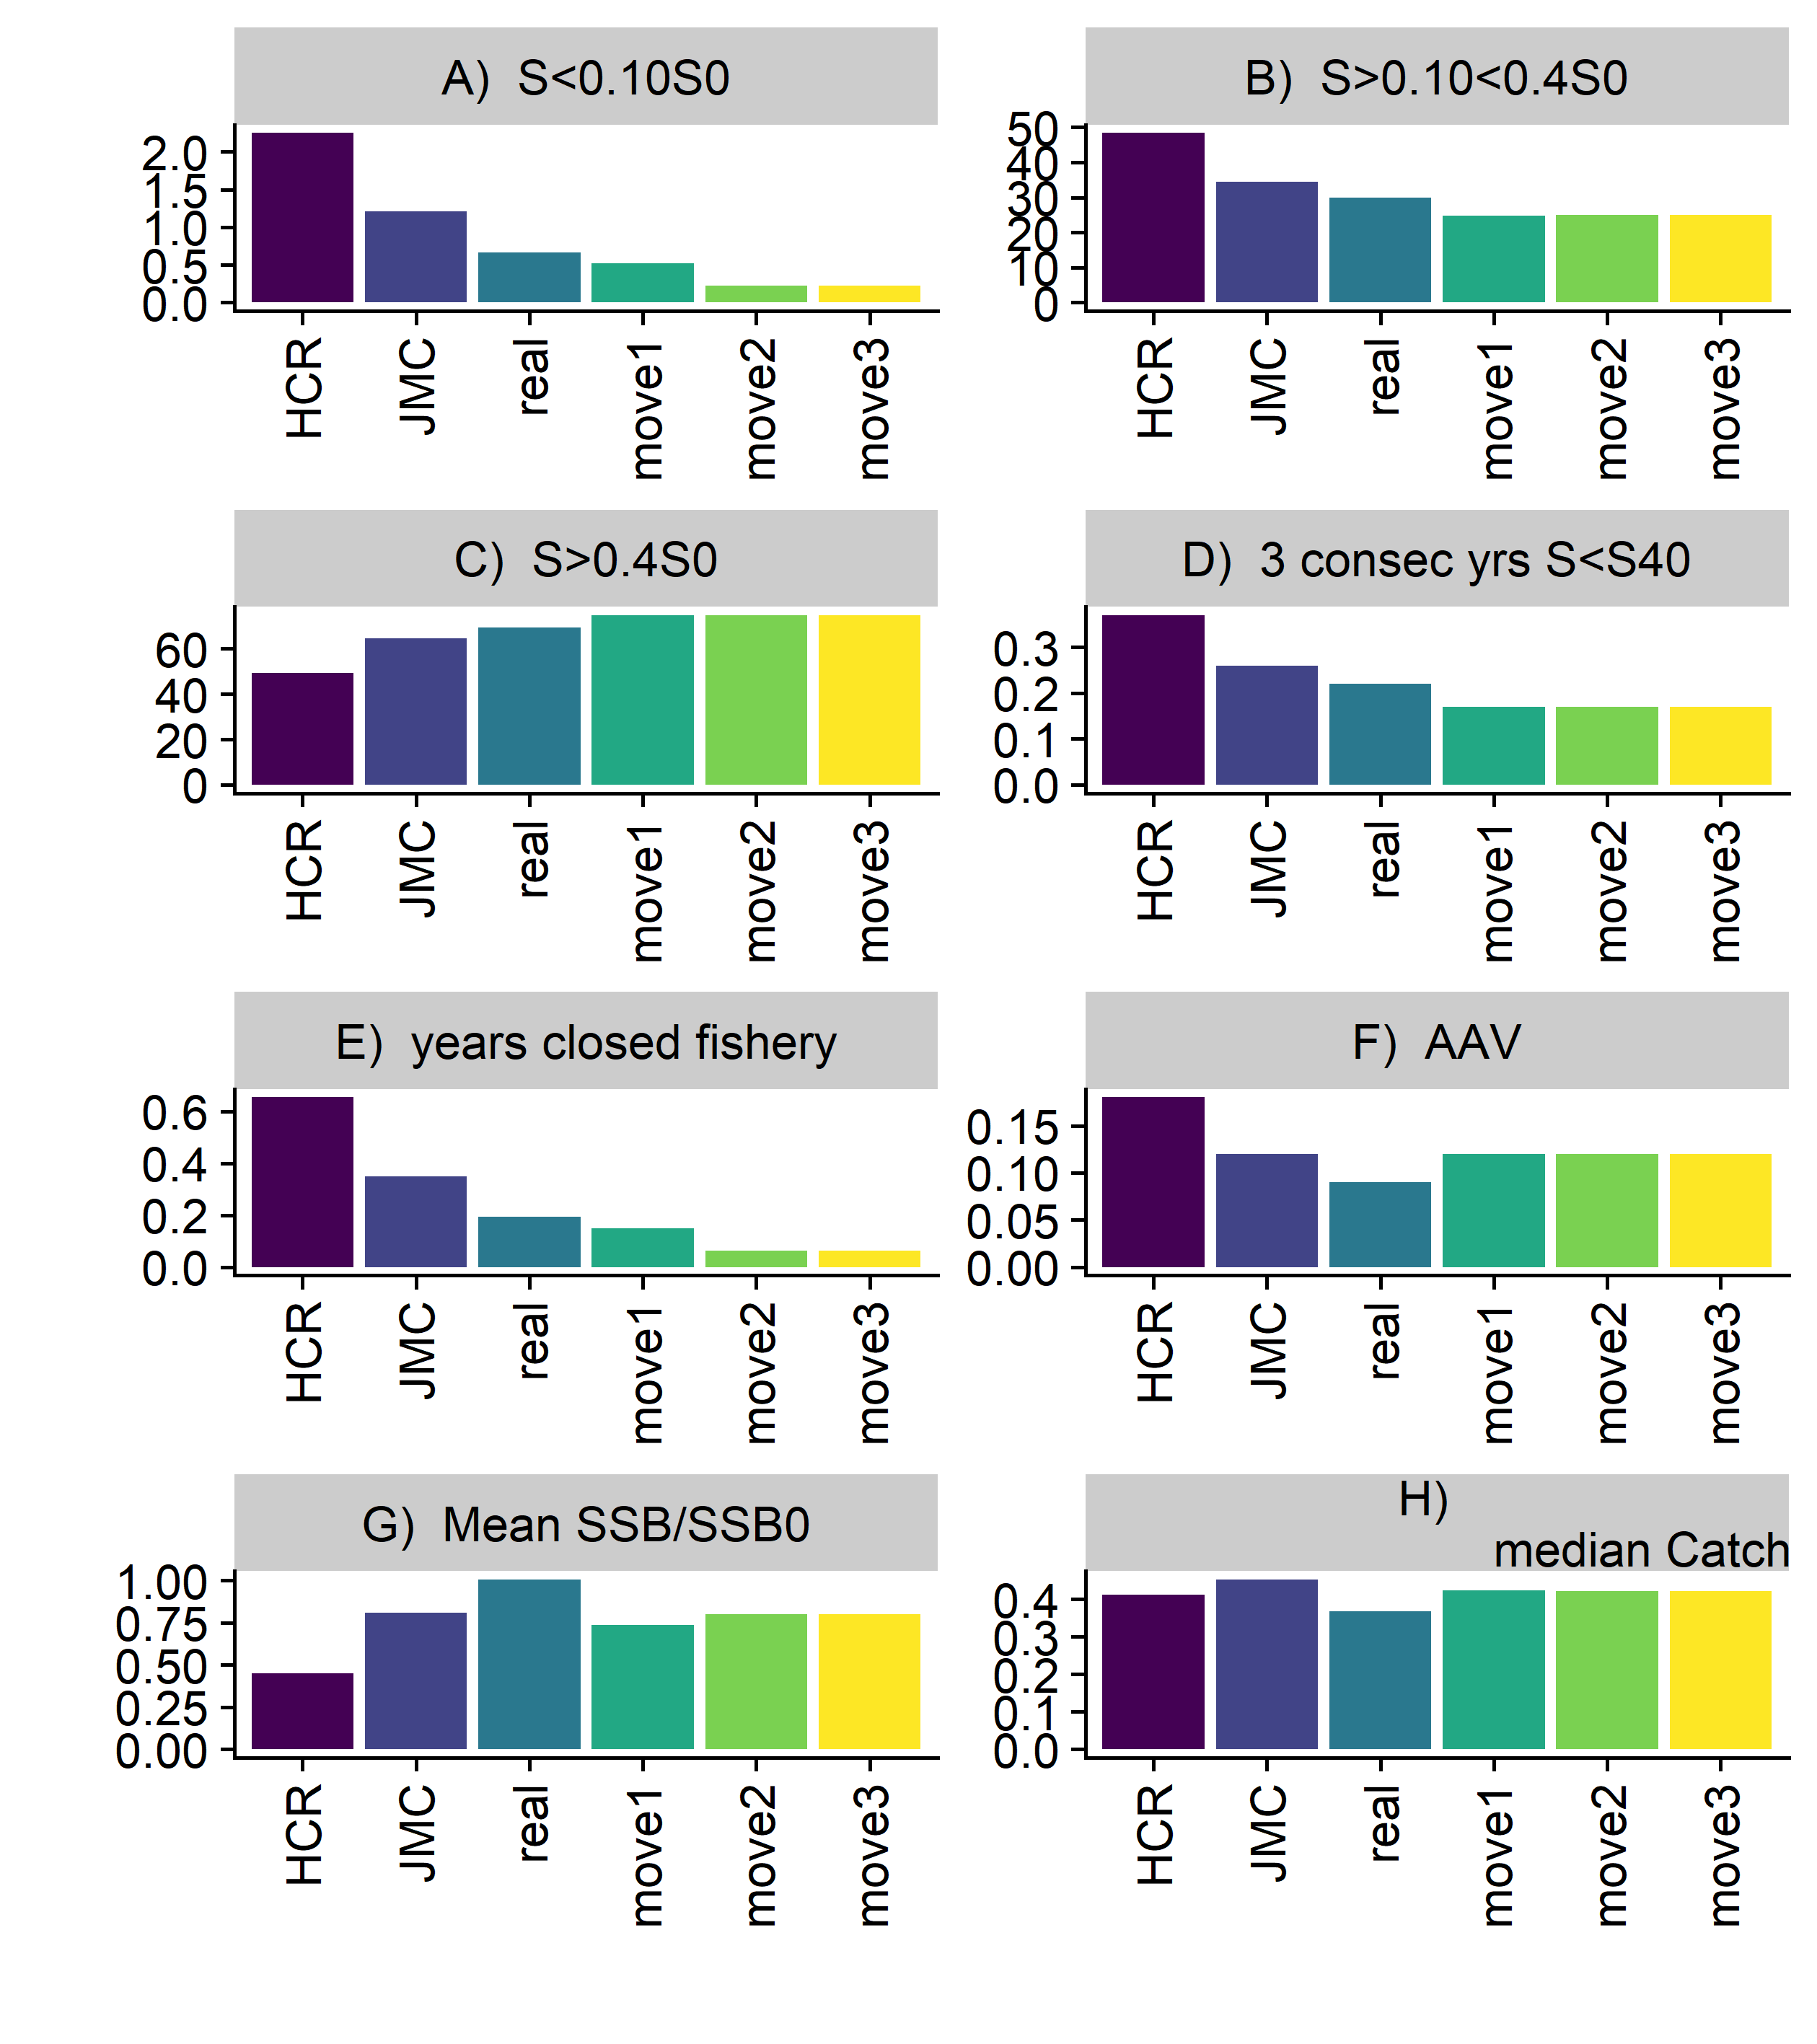 A)  S<0.10S0
2.0
1.5
1.0
0.5
0.0
HCR
JMC
real
move1
move2
move3
B)  S>0.10<0.4S0
50
40
30
20
10
0
HCR
JMC
real
move1
move2
move3
C)  S>0.4S0
60
40
20
0
HCR
JMC
real
move1
move2
move3
D)  3 consec yrs S<S40
0.3
0.2
0.1
0.0
HCR
JMC
real
move1
move2
move3
E)  years closed fishery
0.6
0.4
0.2
0.0
HCR
JMC
real
move1
move2
move3
F)  AAV
0.15
0.10
0.05
0.00
HCR
JMC
real
move1
move2
move3
G)  Mean SSB/SSB0
1.00
0.75
0.50
0.25
0.00
HCR
JMC
real
move1
move2
move3
H)
median Catch
0.4
0.3
0.2
0.1
0.0
HCR
JMC
real
move1
move2
move3